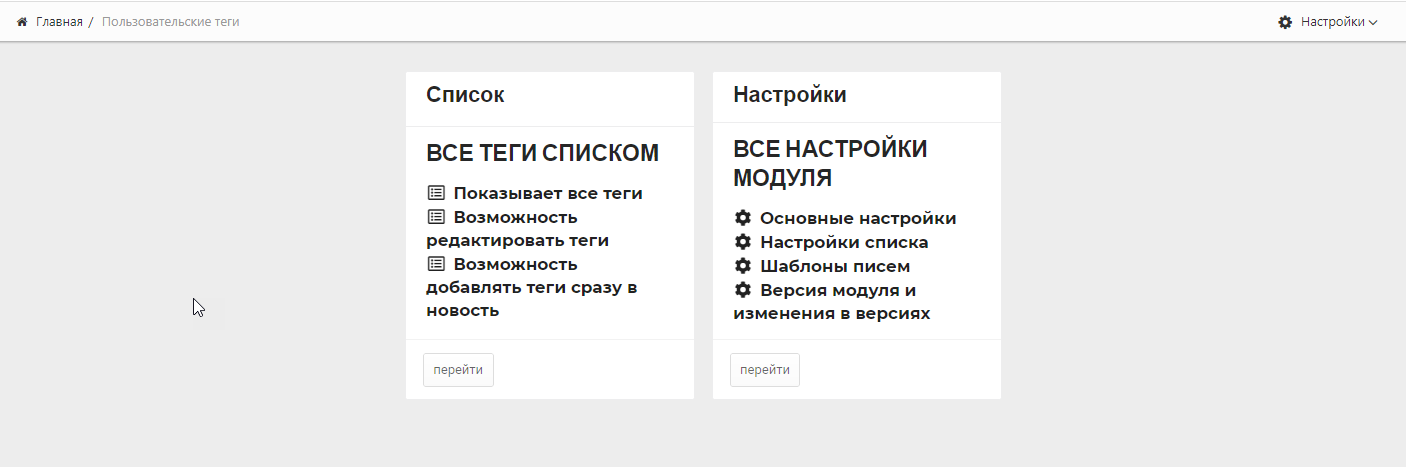 Главная / Пользовательские теги
Настройки
Список
ВСЕ ТЕГИ СПИСКОМ
Показывает все теги
Возможность
редактировать теги
Возможность
добавлять теги сразу в
новость
перейти
Настройки
ВСЕ НАСТРОЙКИ
МОДУЛЯ
Основные настройки
Настройки списка
Шаблоны писем
Версия модуля и
изменения в версиях
перейти